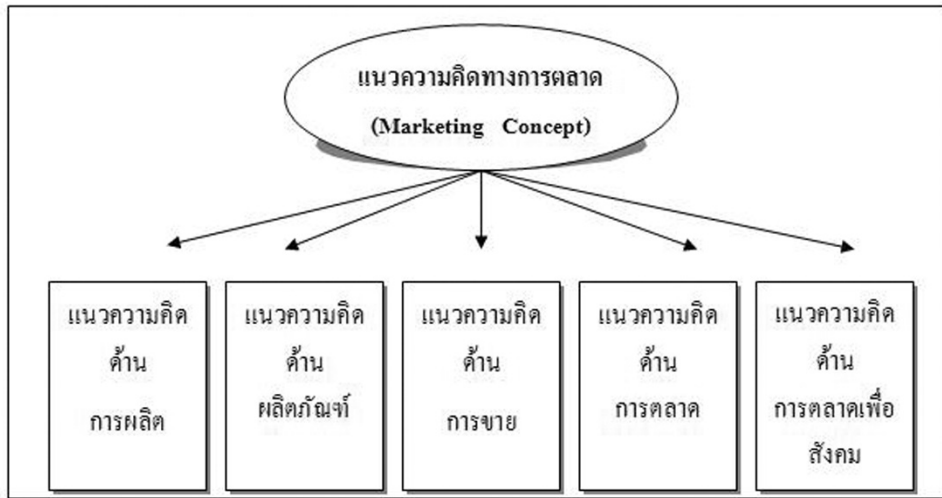 แนวความคิดทางการตลาด
(Marketing Concept)
แนวความคิด
ด้าน
การผลิต
แนวความคิด
ด้าน
ผลิตภัณฑ์
แนวความคิด
ด้าน
การขาย
แนวความคิด
ด้าน
การตลาด
แนวความคิด
ด้าน
การตลาดเพื่อ
สังคม